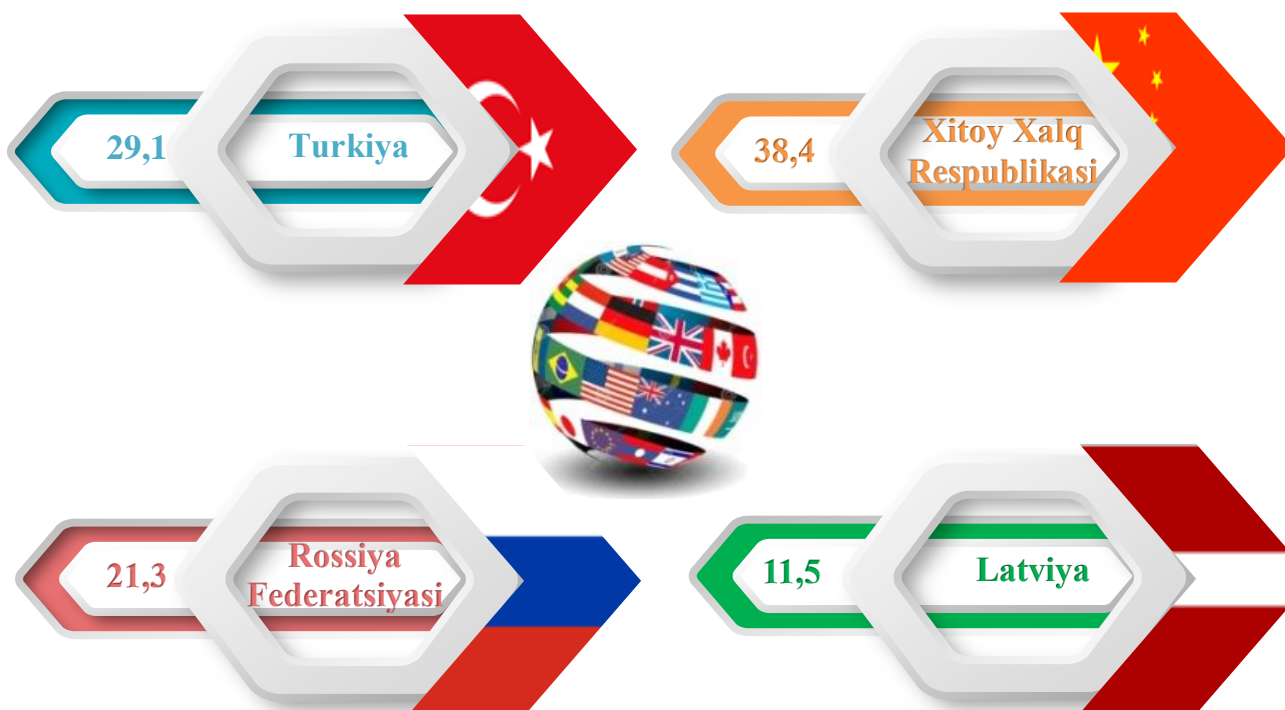 29,1
Turkiya
38,4
Xitoy Xalq
Respublikasi
21,3
Rossiya
Federatsiyasi
11,5
Latviya